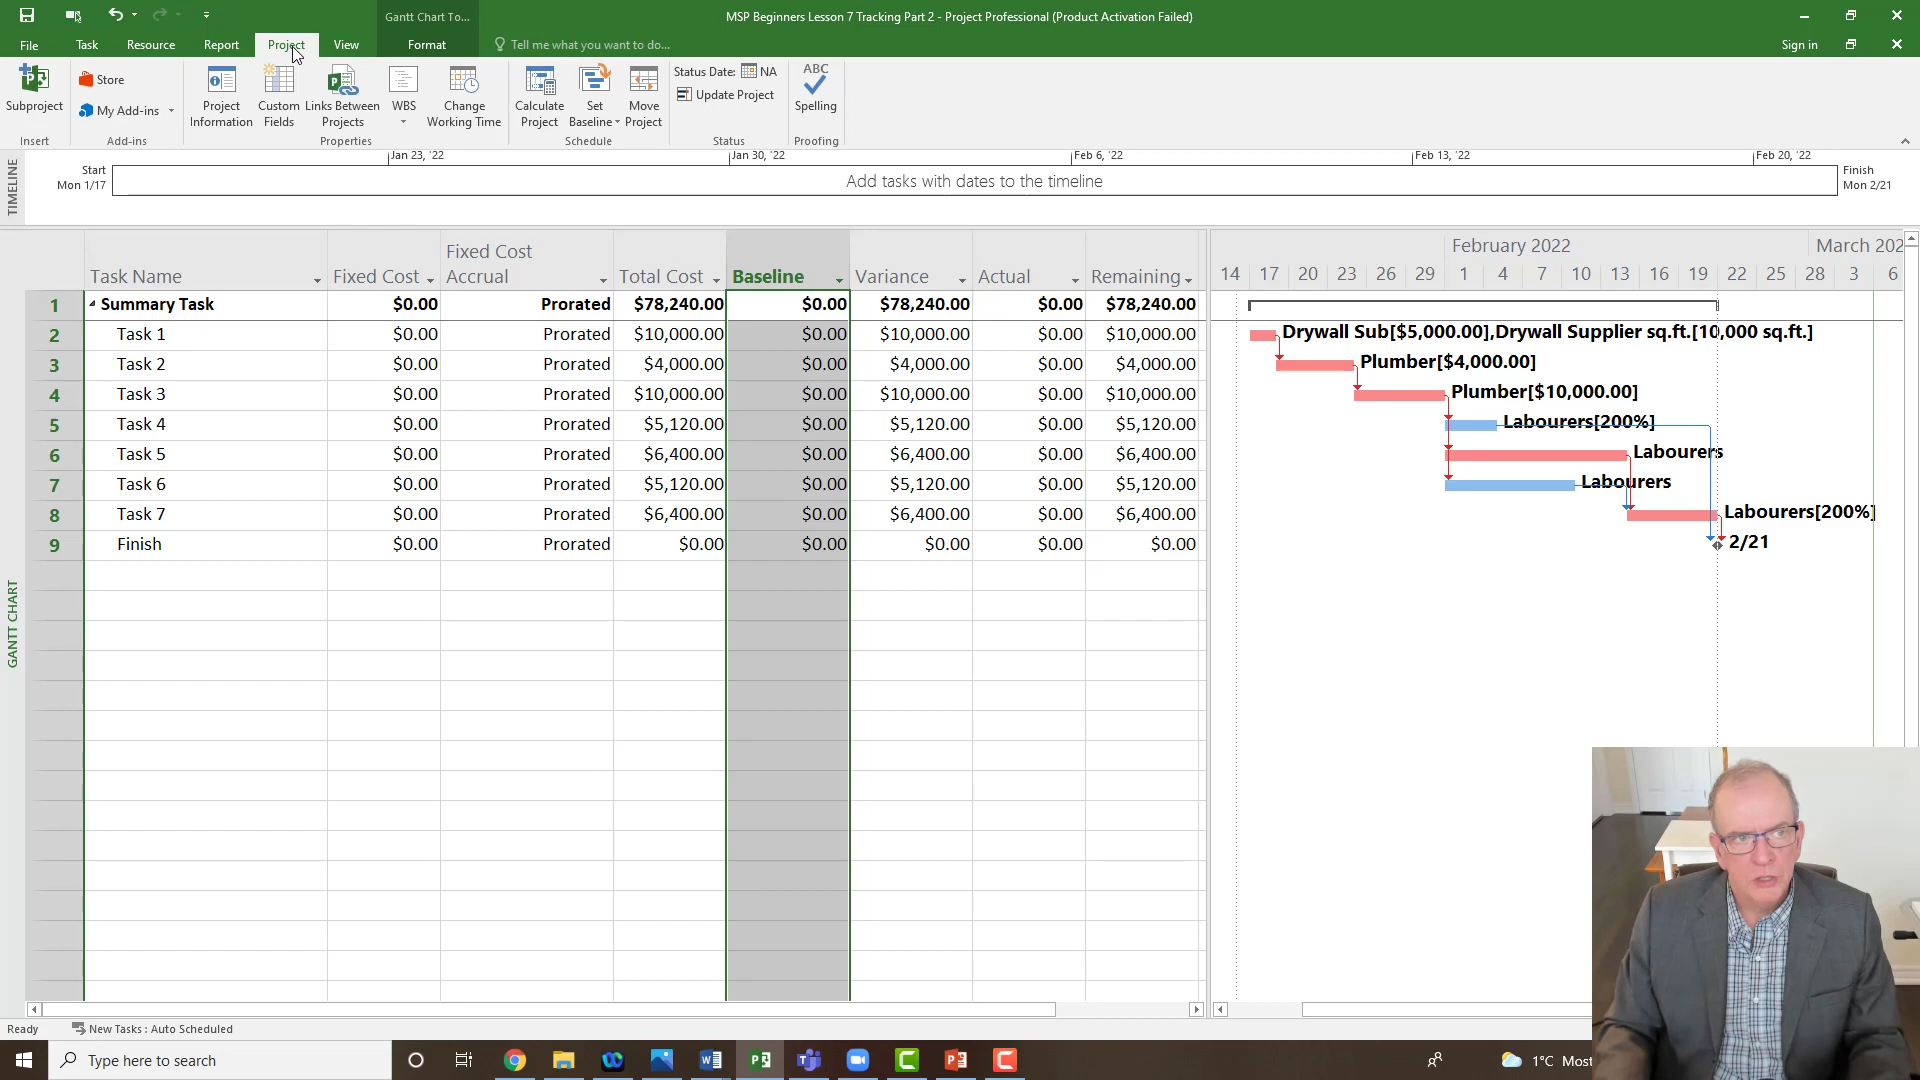 Gantt Chart To...
MSP Beginners Lesson 7 Tracking Part 2 - Project Professional (Product Activation Failed)
File Task Resource Report Project View Format Tell me what you want to do... Sign in
Subproject
Store
My Add-ins
Project Information
Custom Fields
Links Between Projects
WBS
Change Working Time
Calculate Project
Set Baseline
Move Project
Status Date: NA
Update Project
ABC
Spelling
Insert Add-ins Properties Schedule Status Proofing
TIMELINE
Start
Mon 1/17
Jan 23, '22 Jan 30, '22 Feb 6, '22 Feb 13, '22 Feb 20, '22
Add tasks with dates to the timeline
Finish
Mon 2/21
GANTT CHART
Task Name Fixed Cost Fixed Cost Accrual Total Cost Baseline Variance Actual Remaining
1 Summary Task $0.00 Prorated $78,240.00 $0.00 $78,240.00 $0.00 $78,240.00
2 Task 1 $0.00 Prorated $10,000.00 $0.00 $10,000.00 $0.00 $10,000.00
3 Task 2 $0.00 Prorated $4,000.00 $0.00 $4,000.00 $0.00 $4,000.00
4 Task 3 $0.00 Prorated $10,000.00 $0.00 $10,000.00 $0.00 $10,000.00
5 Task 4 $0.00 Prorated $5,120.00 $0.00 $5,120.00 $0.00 $5,120.00
6 Task 5 $0.00 Prorated $6,400.00 $0.00 $6,400.00 $0.00 $6,400.00
7 Task 6 $0.00 Prorated $5,120.00 $0.00 $5,120.00 $0.00 $5,120.00
8 Task 7 $0.00 Prorated $6,400.00 $0.00 $6,400.00 $0.00 $6,400.00
9 Finish $0.00 Prorated $0.00 $0.00 $0.00 $0.00 $0.00
February 2022 March 202
14 17 20 23 26 29 1 4 7 10 13 16 19 22 25 28 3 6
Drywall Sub[$5,000.00],Drywall Supplier sq.ft.[10,000 sq.ft.]
Plumber[$4,000.00]
Plumber[$10,000.00]
Labourers[200%]
Labourers
Labourers
Labourers[200%]
2/21
Ready New Tasks : Auto Scheduled
Type here to search
1°C Most